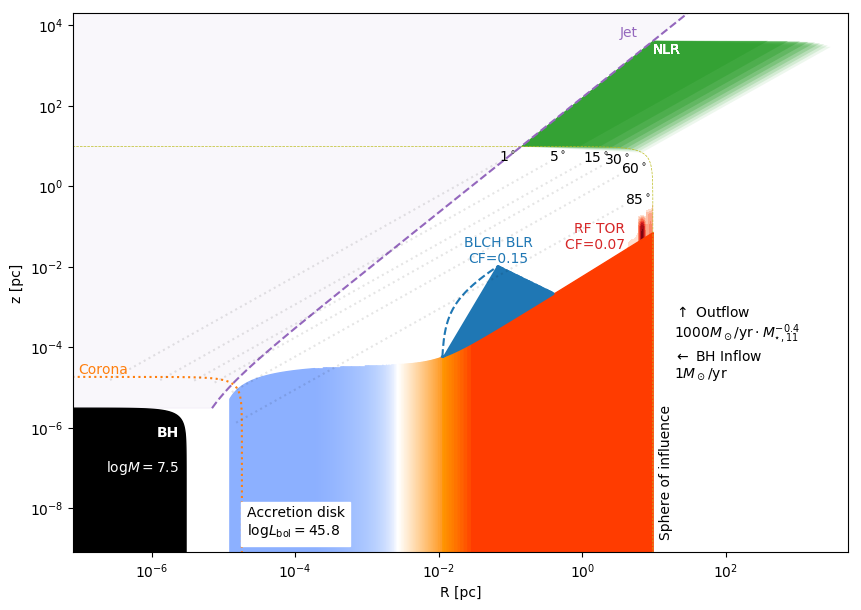 Jet
NLR
1°
5°
15°
30°
60°
85°
BLCH BLR
CF=0.15
RF TOR
CF=0.07
↑ Outflow
1000M⊙/yr · M⋆,11^−0.4
← BH Inflow
1M⊙/yr
Corona
BH
logM = 7.5
Accretion disk
logLbol = 45.8
Sphere of influence
z [pc]
10^4
10^2
10^0
10^−2
10^−4
10^−6
10^−8
10^−6
10^−4
10^−2
10^0
10^2
R [pc]